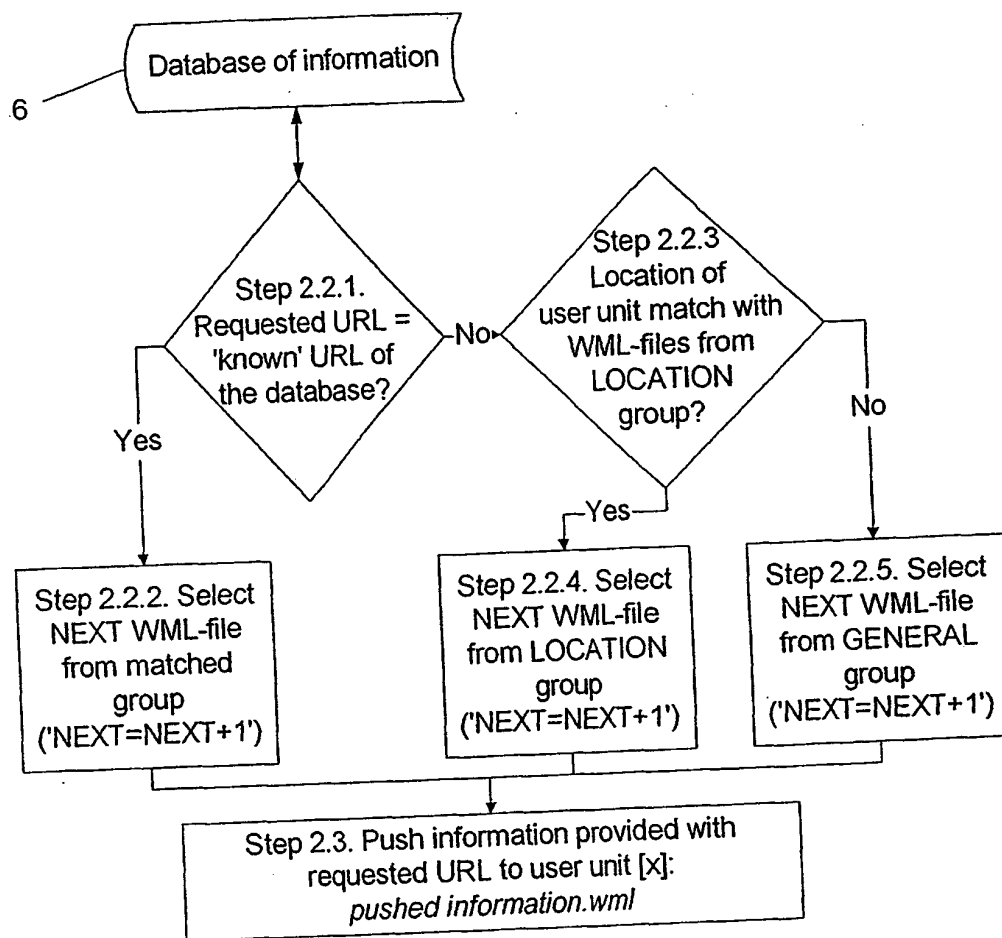 Database of information
6
Step 2.2.1.
Requested URL =
'known' URL of
the database?
No
Step 2.2.3
Location of
user unit match with
WML-files from
LOCATION
group?
Yes
No
Yes
Step 2.2.2. Select
NEXT WML-file
from matched
group
('NEXT=NEXT+1')
Step 2.2.4. Select
NEXT WML-file
from LOCATION
group
('NEXT=NEXT+1')
Step 2.2.5. Select
NEXT WML-file
from GENERAL
group
('NEXT=NEXT+1')
Step 2.3. Push information provided with
requested URL to user unit [x]:
pushed information.wml